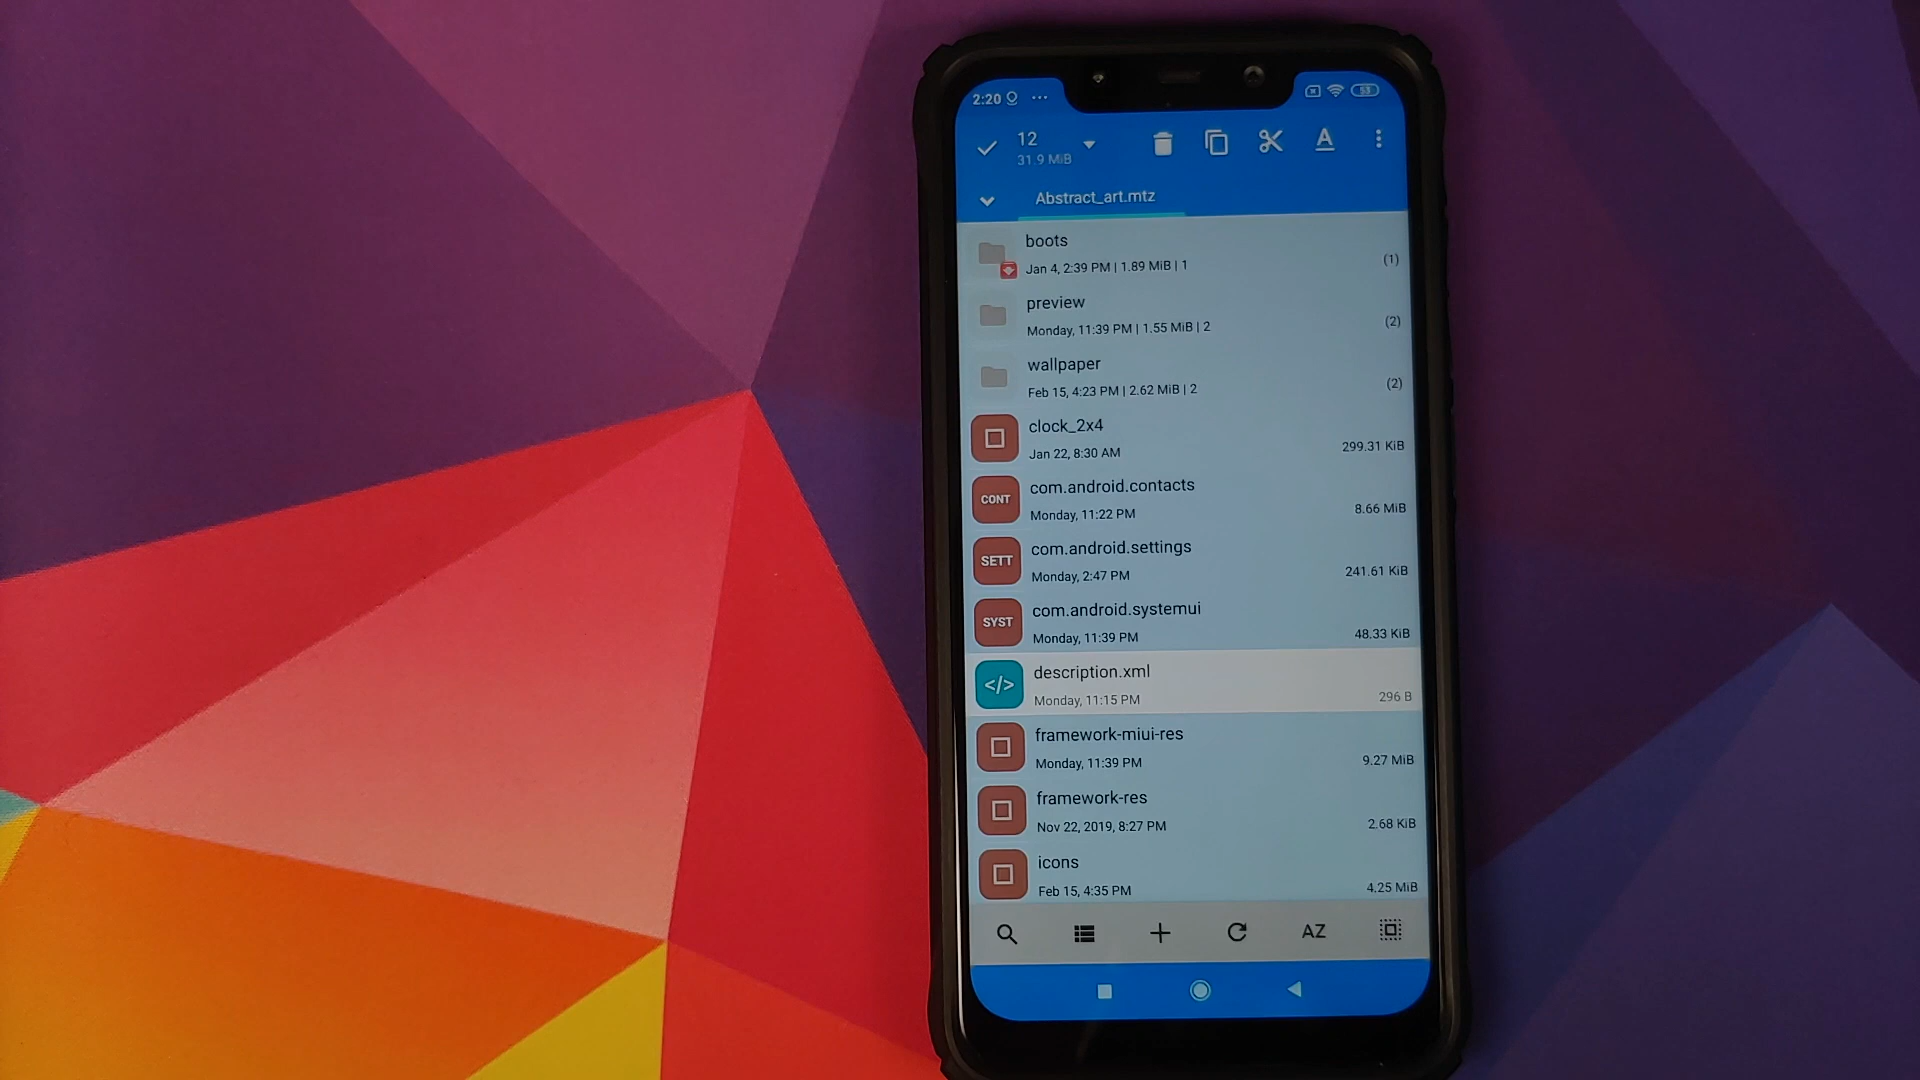 2:20 ... 53
12
31.9 MiB
A
Abstract_art.mtz
boots
Jan 4, 2:39 PM | 1.89 MiB | 1 (1)
preview
Monday, 11:39 PM | 1.55 MiB | 2 (2)
wallpaper
Feb 15, 4:23 PM | 2.62 MiB | 2 (2)
clock_2x4
Jan 22, 8:30 AM 299.31 KiB
CONT com.android.contacts
Monday, 11:22 PM 8.66 MiB
SETT com.android.settings
Monday, 2:47 PM 241.61 KiB
SYST com.android.systemui
Monday, 11:39 PM 48.33 KiB
</> description.xml
Monday, 11:15 PM 296 B
framework-miui-res
Monday, 11:39 PM 9.27 MiB
framework-res
Nov 22, 2019, 8:27 PM 2.68 KiB
icons
Feb 15, 4:35 PM 4.25 MiB
AZ